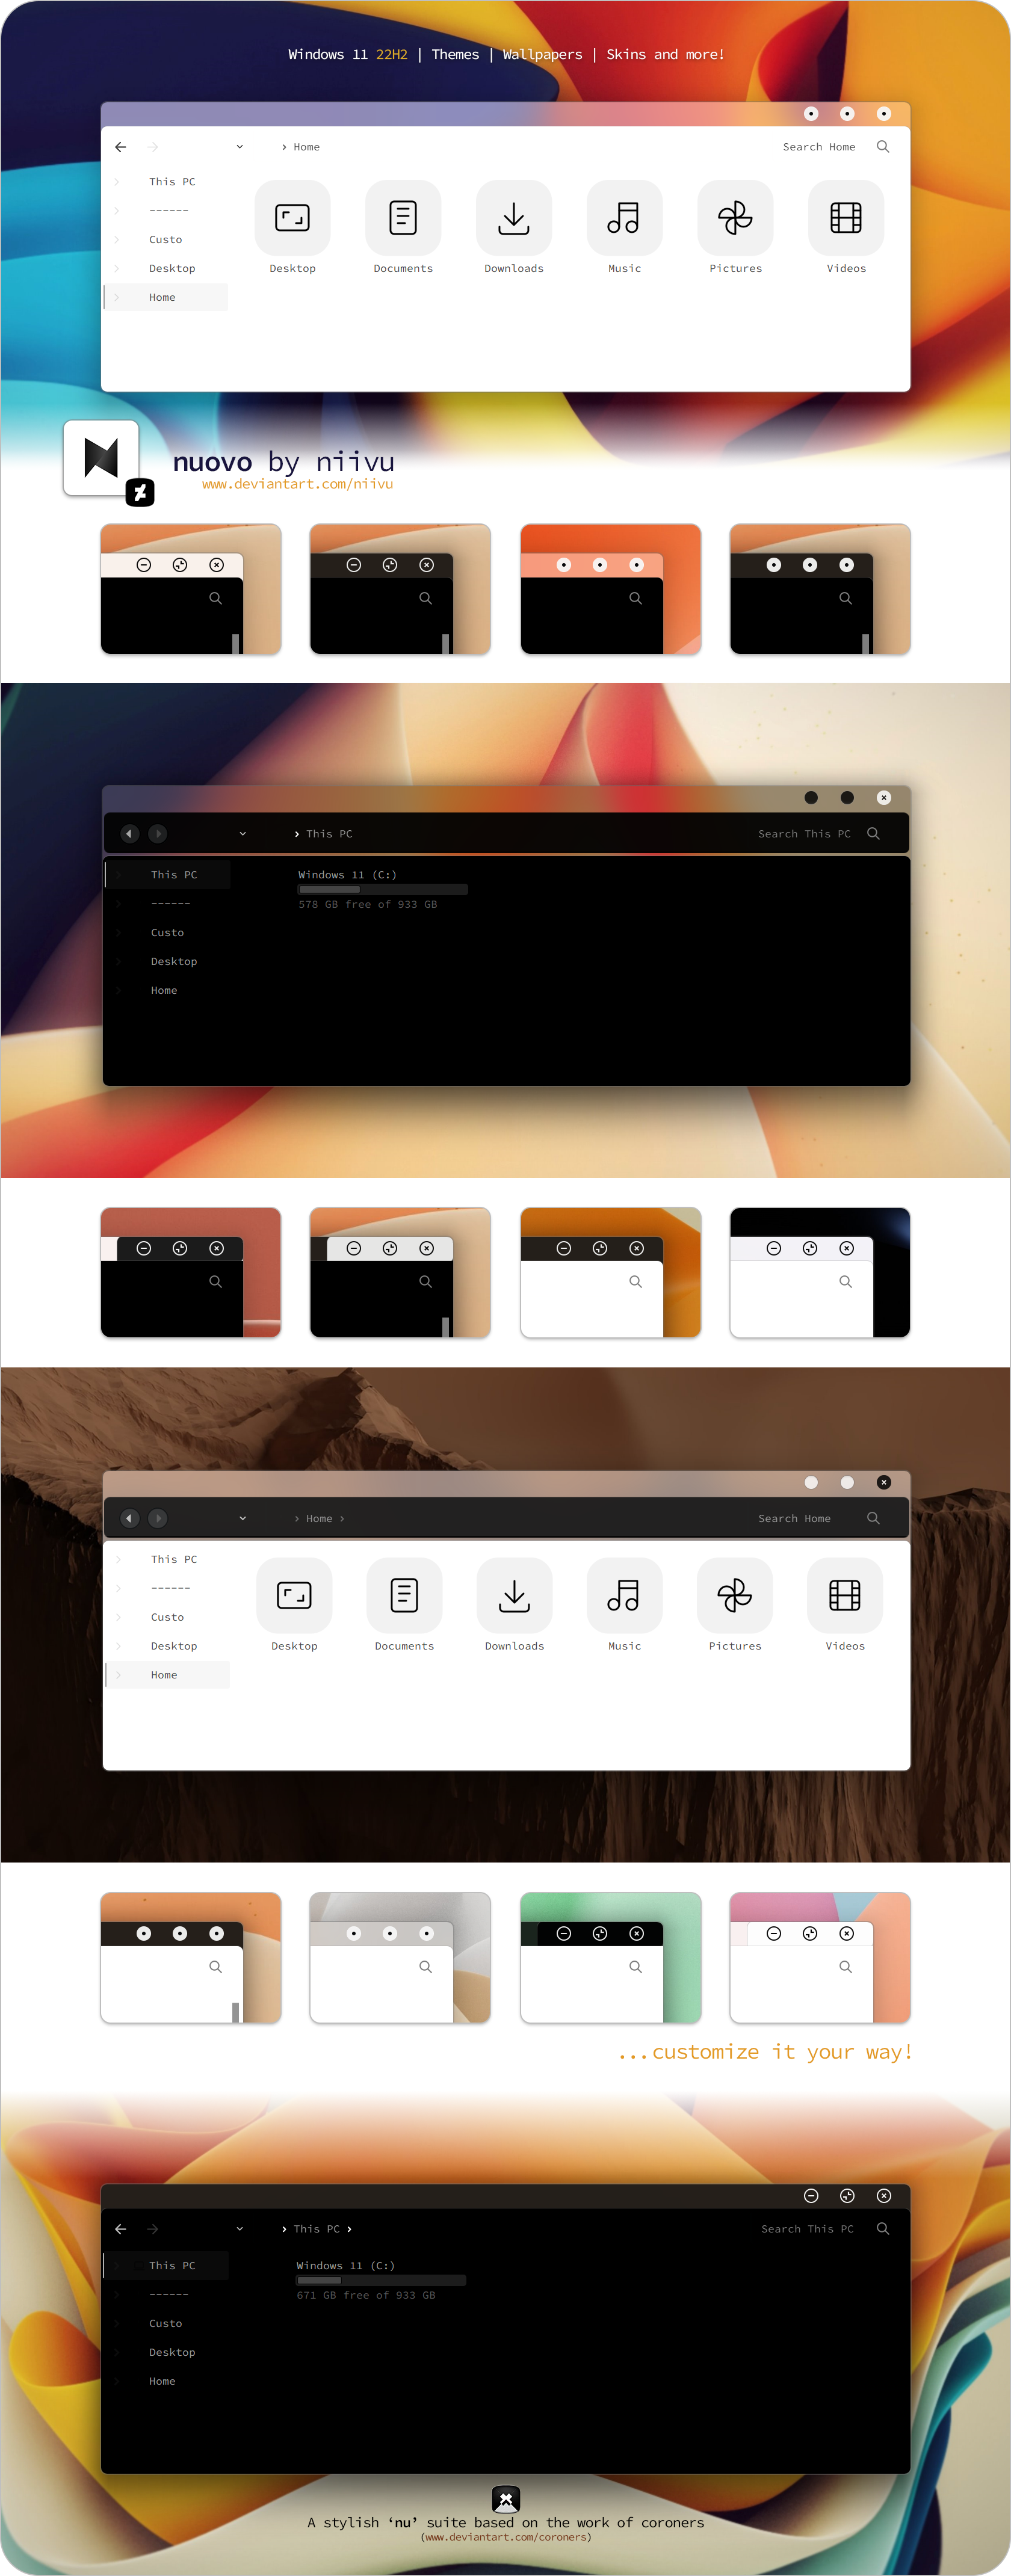 Windows 11 22H2 | Themes | Wallpapers | Skins and more!
› Home
Search Home
This PC
------
Custo
Desktop
Home
Desktop
Documents
Downloads
Music
Pictures
Videos
nuovo by niivu
www.deviantart.com/niivu
› This PC
Search This PC
This PC
------
Custo
Desktop
Home
Windows 11 (C:)
578 GB free of 933 GB
› Home ›
Search Home
This PC
------
Custo
Desktop
Home
Desktop
Documents
Downloads
Music
Pictures
Videos
...customize it your way!
› This PC ›
Search This PC
This PC
------
Custo
Desktop
Home
Windows 11 (C:)
671 GB free of 933 GB
A stylish ‘nu’ suite based on the work of coroners
(www.deviantart.com/coroners)